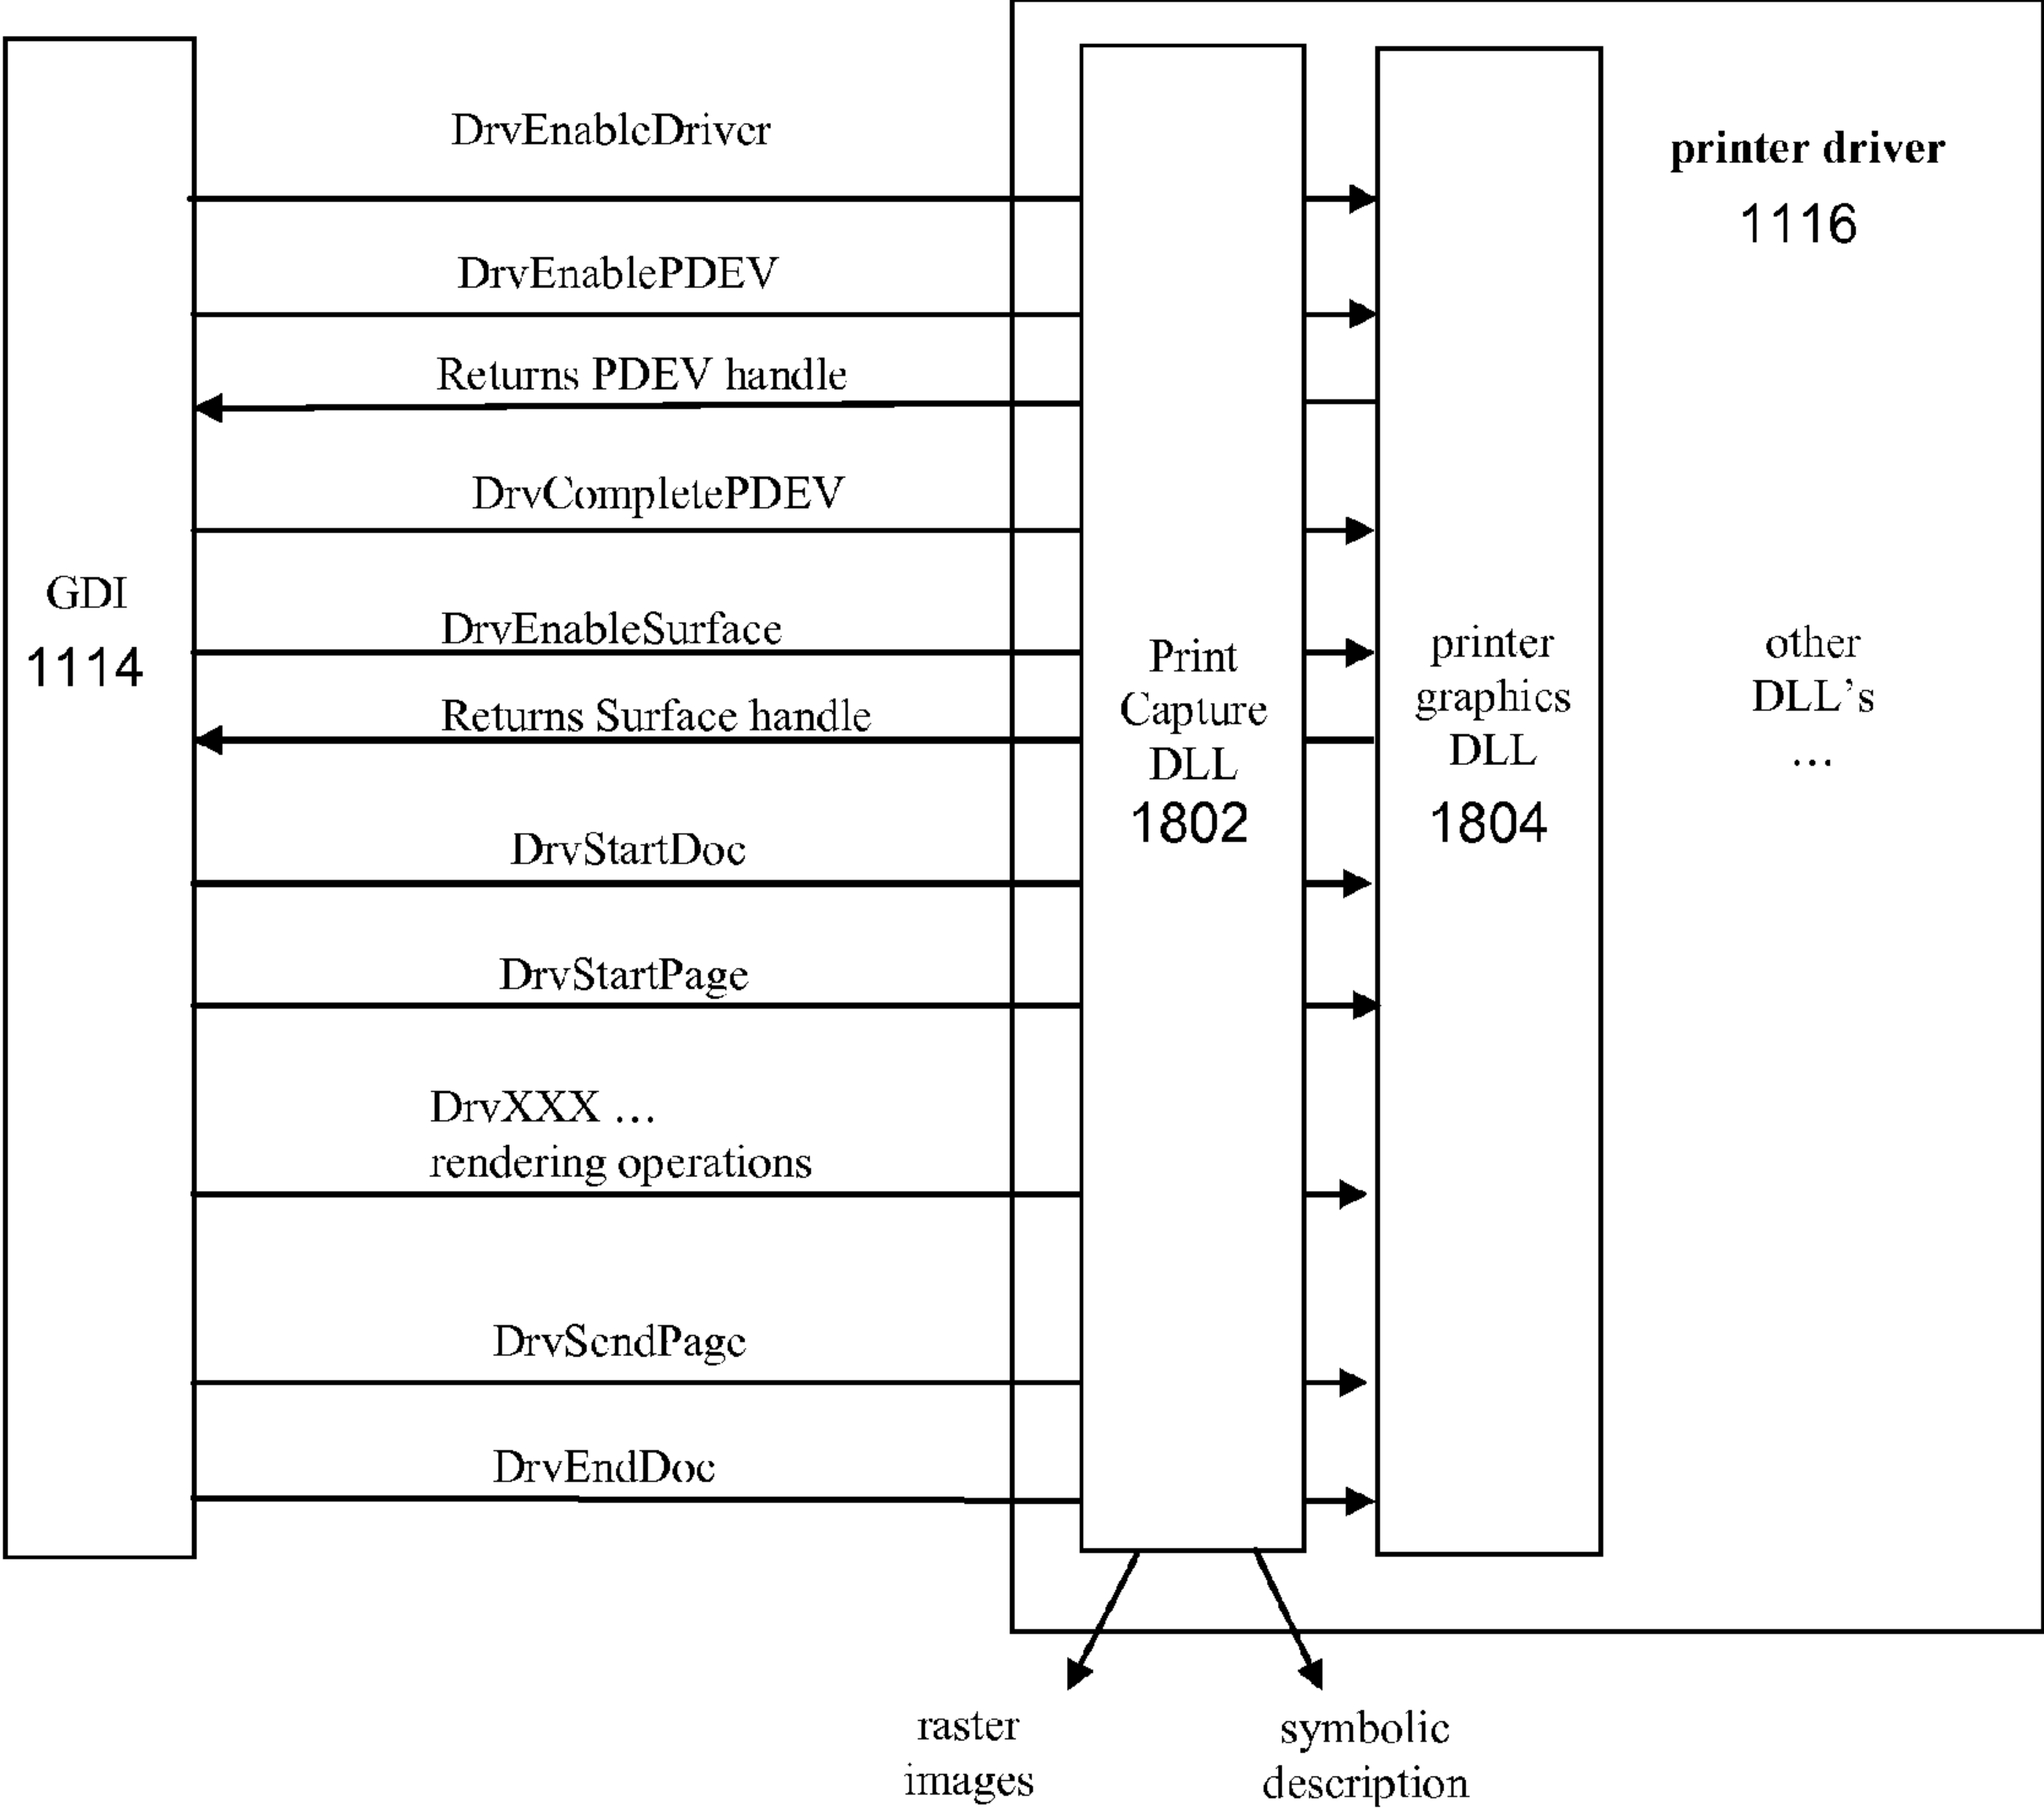 DrvEnableDriver
printer driver
1116
DrvEnablePDEV
Returns PDEV handle
DrvCompletePDEV
GDI
1114
DrvEnableSurface
Returns Surface handle
Print
Capture
DLL
1802
printer
graphics
DLL
1804
other
DLL’s
…
DrvStartDoc
DrvStartPage
DrvXXX …
rendering operations
DrvSendPage
DrvEndDoc
raster
images
symbolic
description